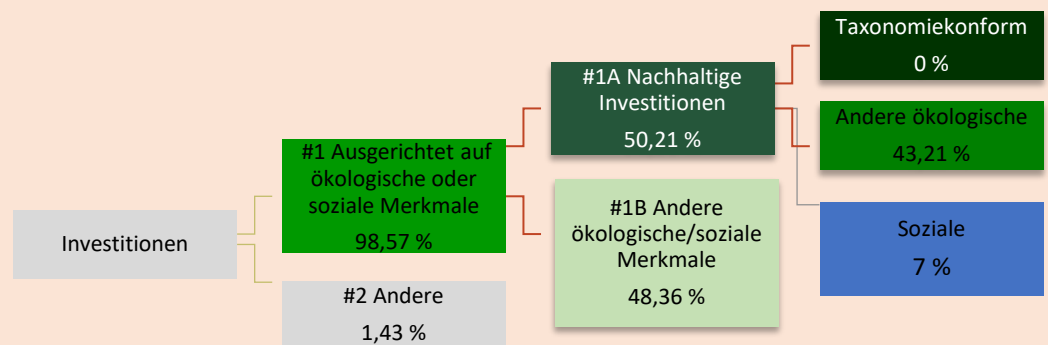 Investitionen
#1 Ausgerichtet auf
ökologische oder
soziale Merkmale
98,57 %
#2 Andere
1,43 %
#1A Nachhaltige
Investitionen
50,21 %
#1B Andere
ökologische/soziale
Merkmale
48,36 %
Taxonomiekonform
0 %
Andere ökologische
43,21 %
Soziale
7 %